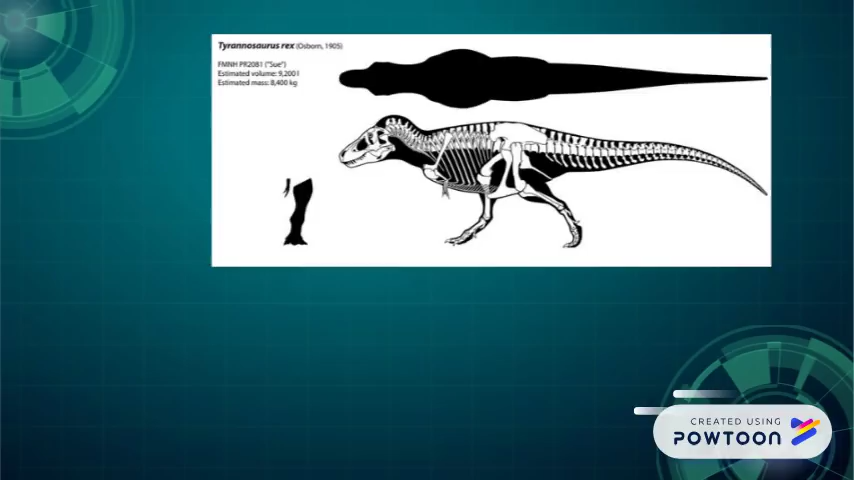 Tyrannosaurus rex (Osborn, 1905)
FMNH PR2081 ("Sue")
Estimated volume: 9,200 l
Estimated mass: 8,400 kg
CREATED USING
POWTOON